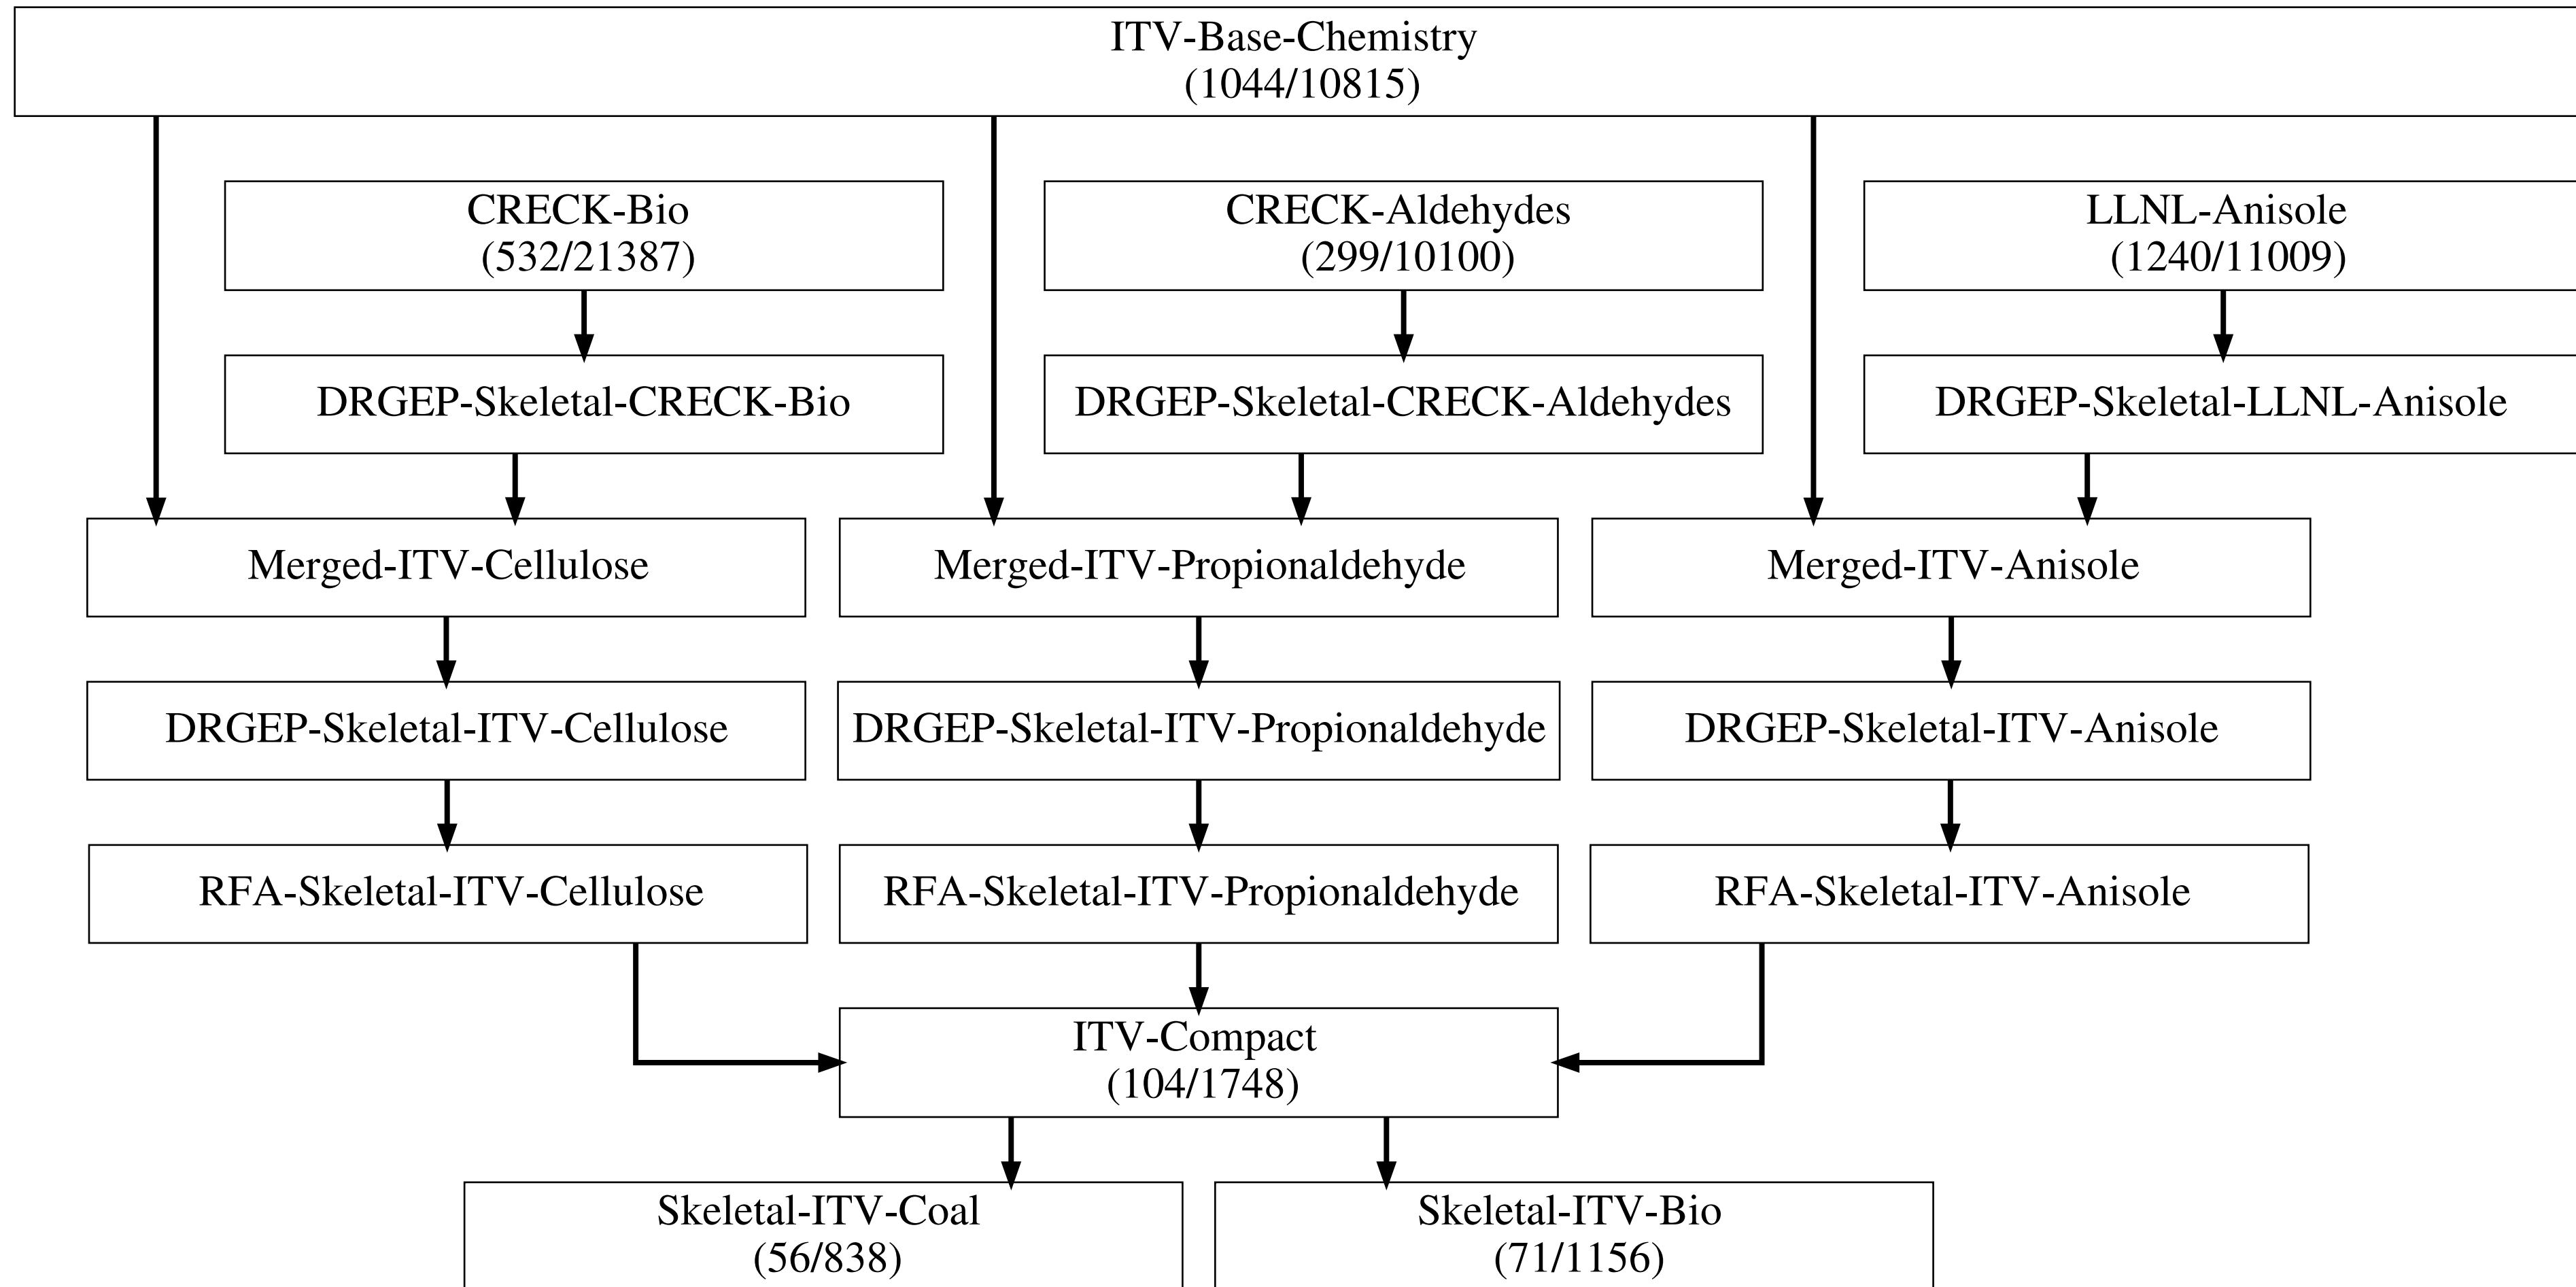 ITV-Base-Chemistry
(1044/10815)
CRECK-Bio
(532/21387)
CRECK-Aldehydes
(299/10100)
LLNL-Anisole
(1240/11009)
DRGEP-Skeletal-CRECK-Bio
DRGEP-Skeletal-CRECK-Aldehydes
DRGEP-Skeletal-LLNL-Anisole
Merged-ITV-Cellulose
Merged-ITV-Propionaldehyde
Merged-ITV-Anisole
DRGEP-Skeletal-ITV-Cellulose
DRGEP-Skeletal-ITV-Propionaldehyde
DRGEP-Skeletal-ITV-Anisole
RFA-Skeletal-ITV-Cellulose
RFA-Skeletal-ITV-Propionaldehyde
RFA-Skeletal-ITV-Anisole
ITV-Compact
(104/1748)
Skeletal-ITV-Coal
(56/838)
Skeletal-ITV-Bio
(71/1156)